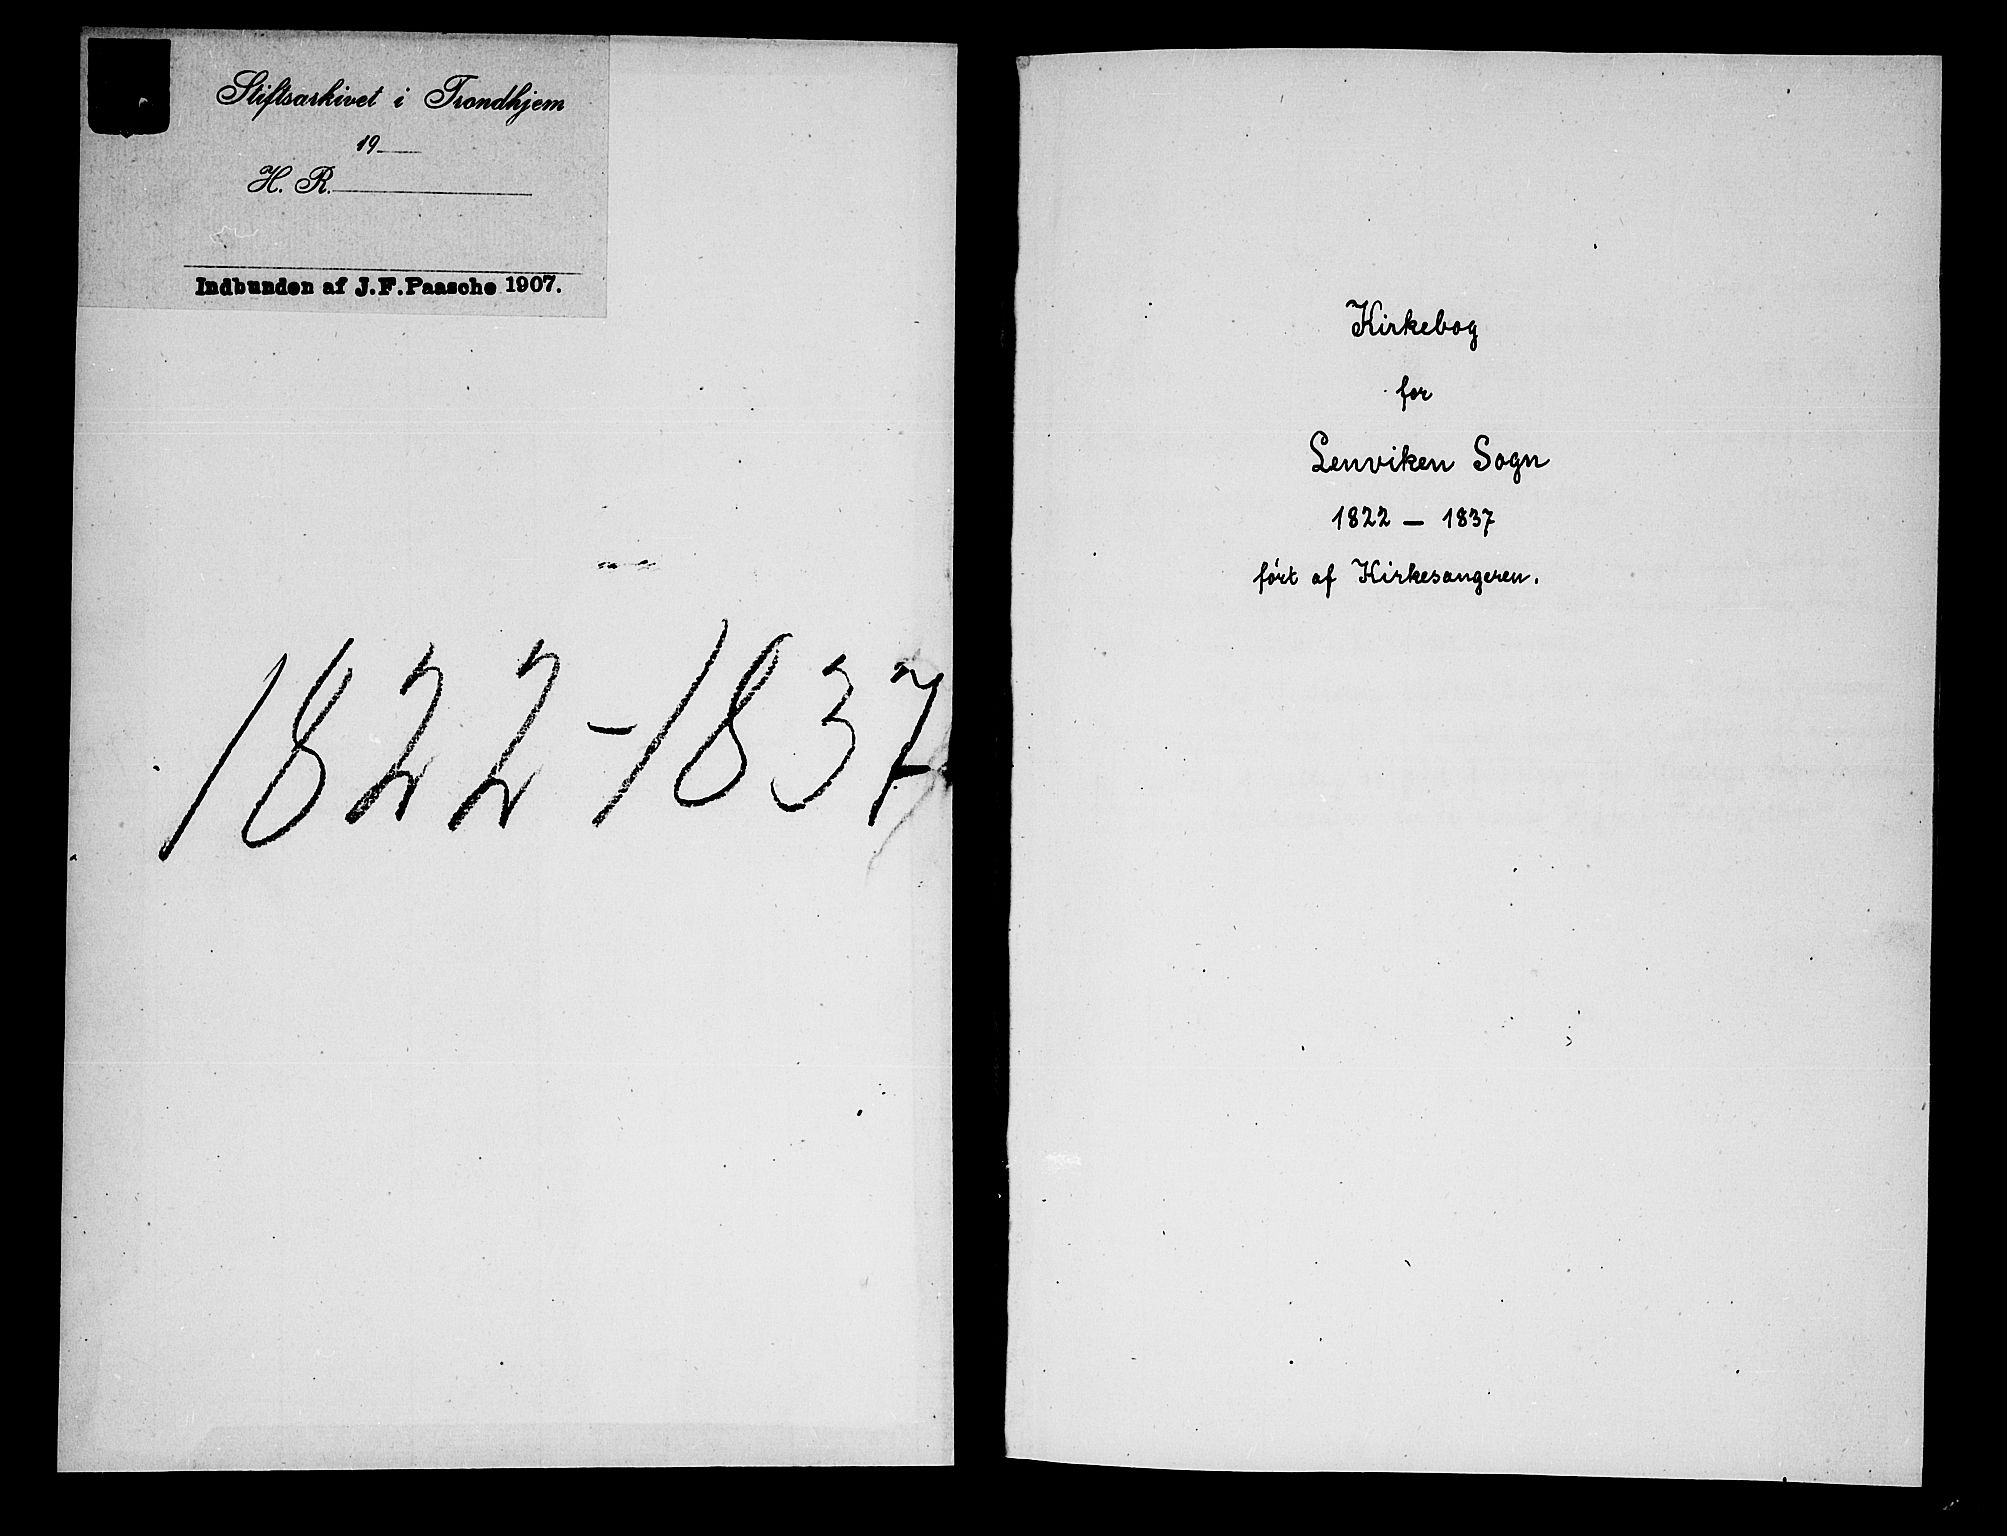 Stiftsarkivet i Trondhjem
19
H. R.
Indbunden af J.F.Paasche 1907.
1822-1837
Kirkebog
for
Lenviken Sogn
1822 – 1837
ført af Kirkesangeren.